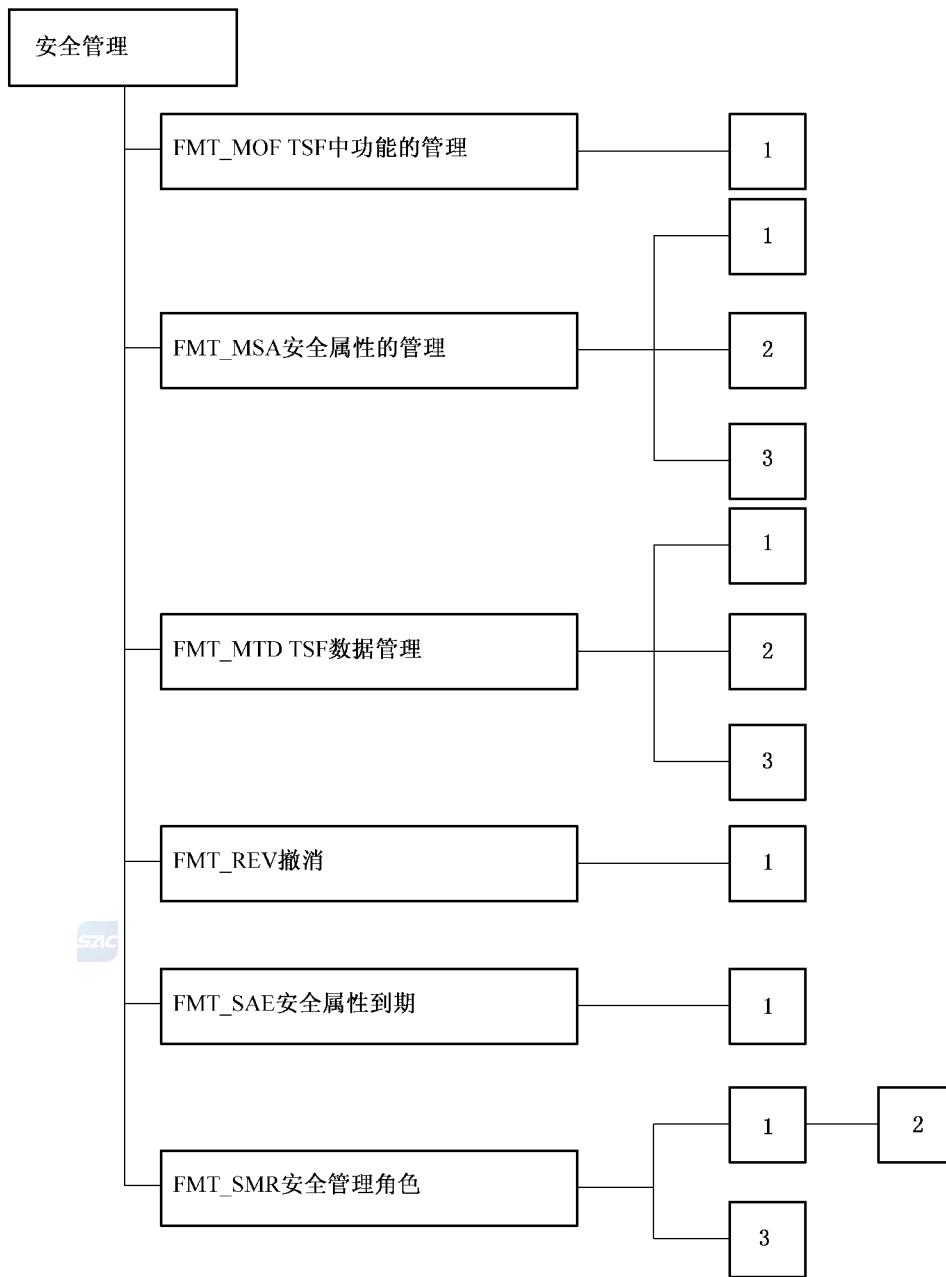 安全管理
FMT_MOF TSF中功能的管理
1
1
FMT_MSA安全属性的管理
2
3
1
FMT_MTD TSF数据管理
2
3
FMT_REV撤消
1
SAC
FMT_SAE安全属性到期
1
1
2
FMT_SMR安全管理角色
3